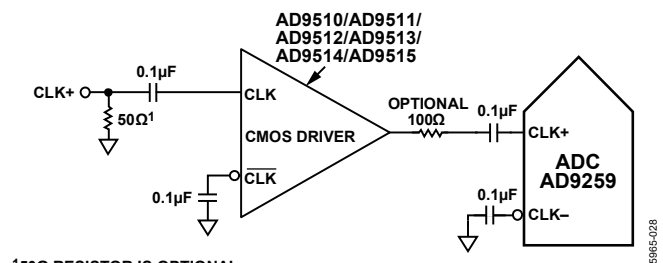 AD9510/AD9511/
AD9512/AD9513/
AD9514/AD9515
0.1µF
CLK+
50Ω¹
CLK
CMOS DRIVER
CLK
0.1µF
OPTIONAL
100Ω
0.1µF
CLK+
ADC
AD9259
0.1µF
CLK–
5965-028